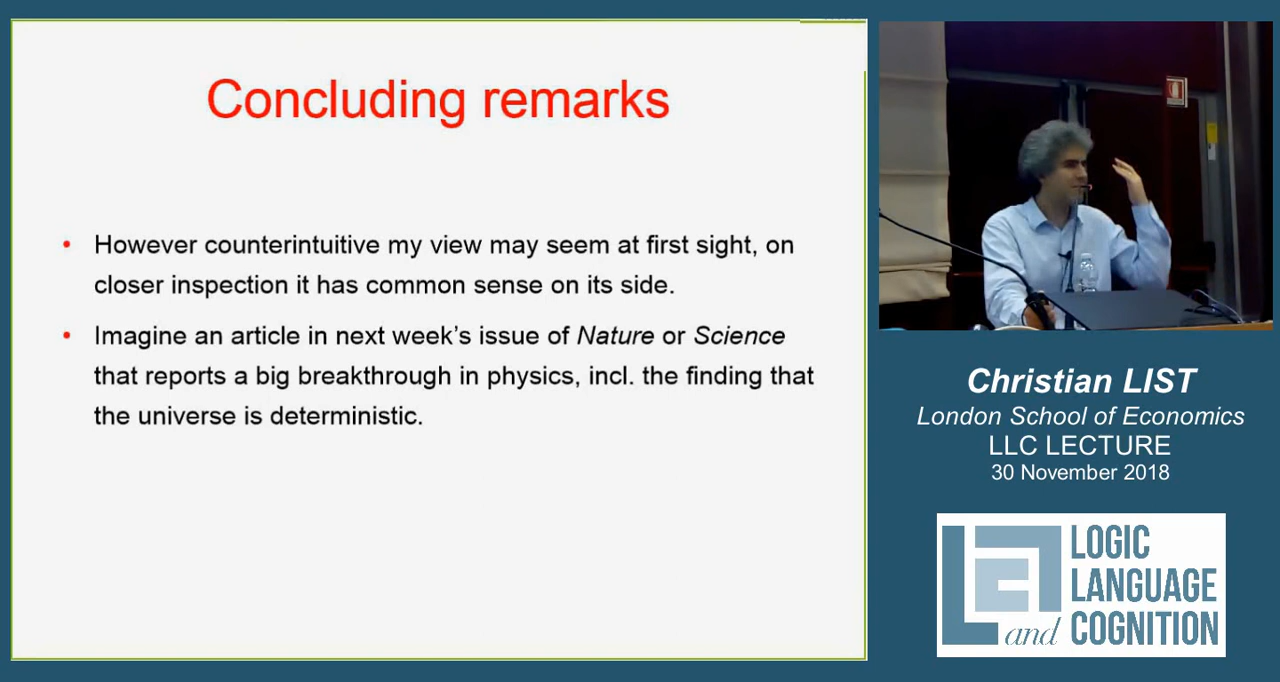 Concluding remarks
• However counterintuitive my view may seem at first sight, on
closer inspection it has common sense on its side.
• Imagine an article in next week's issue of Nature or Science
that reports a big breakthrough in physics, incl. the finding that
the universe is deterministic.
Christian LIST
London School of Economics
LLC LECTURE
30 November 2018
LOGIC
LANGUAGE
and COGNITION